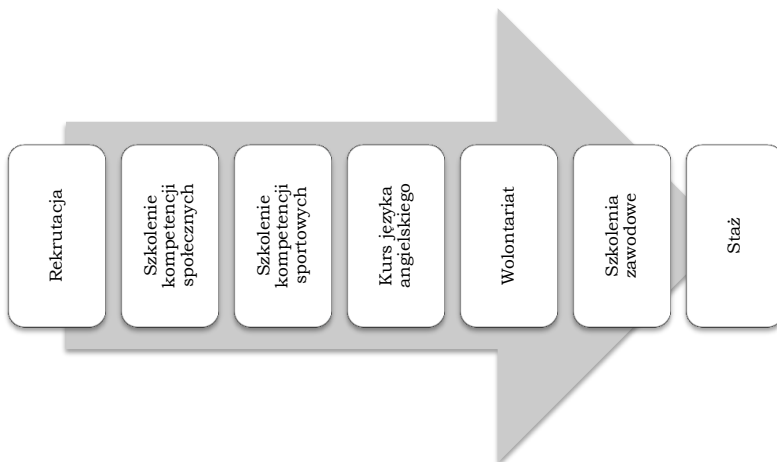 Rekrutacja
Szkolenie
kompetencji
społecznych
Szkolenie
kompetencji
sportowych
Kurs języka
angielskiego
Wolontariat
Szkolenia
zawodowe
Staż